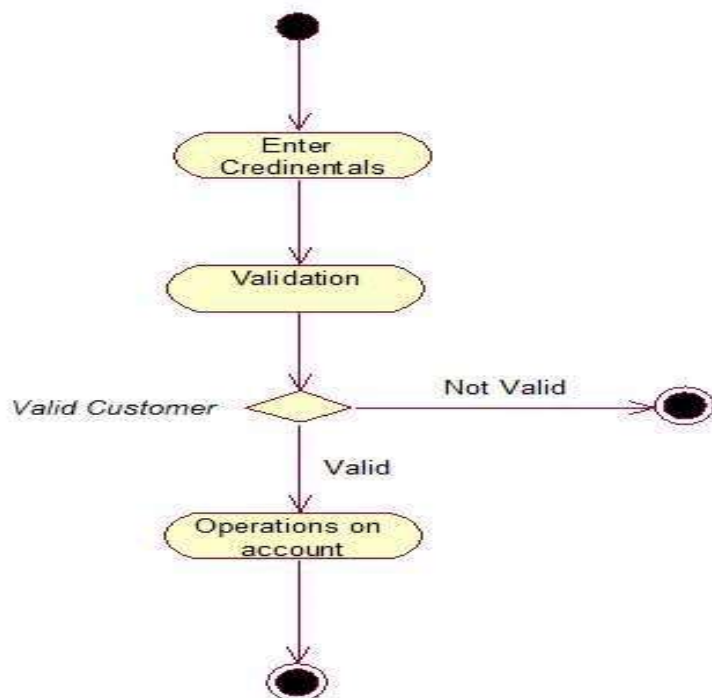 Enter
Credinentals
Validation
Valid Customer
Not Valid
Valid
Operations on
account